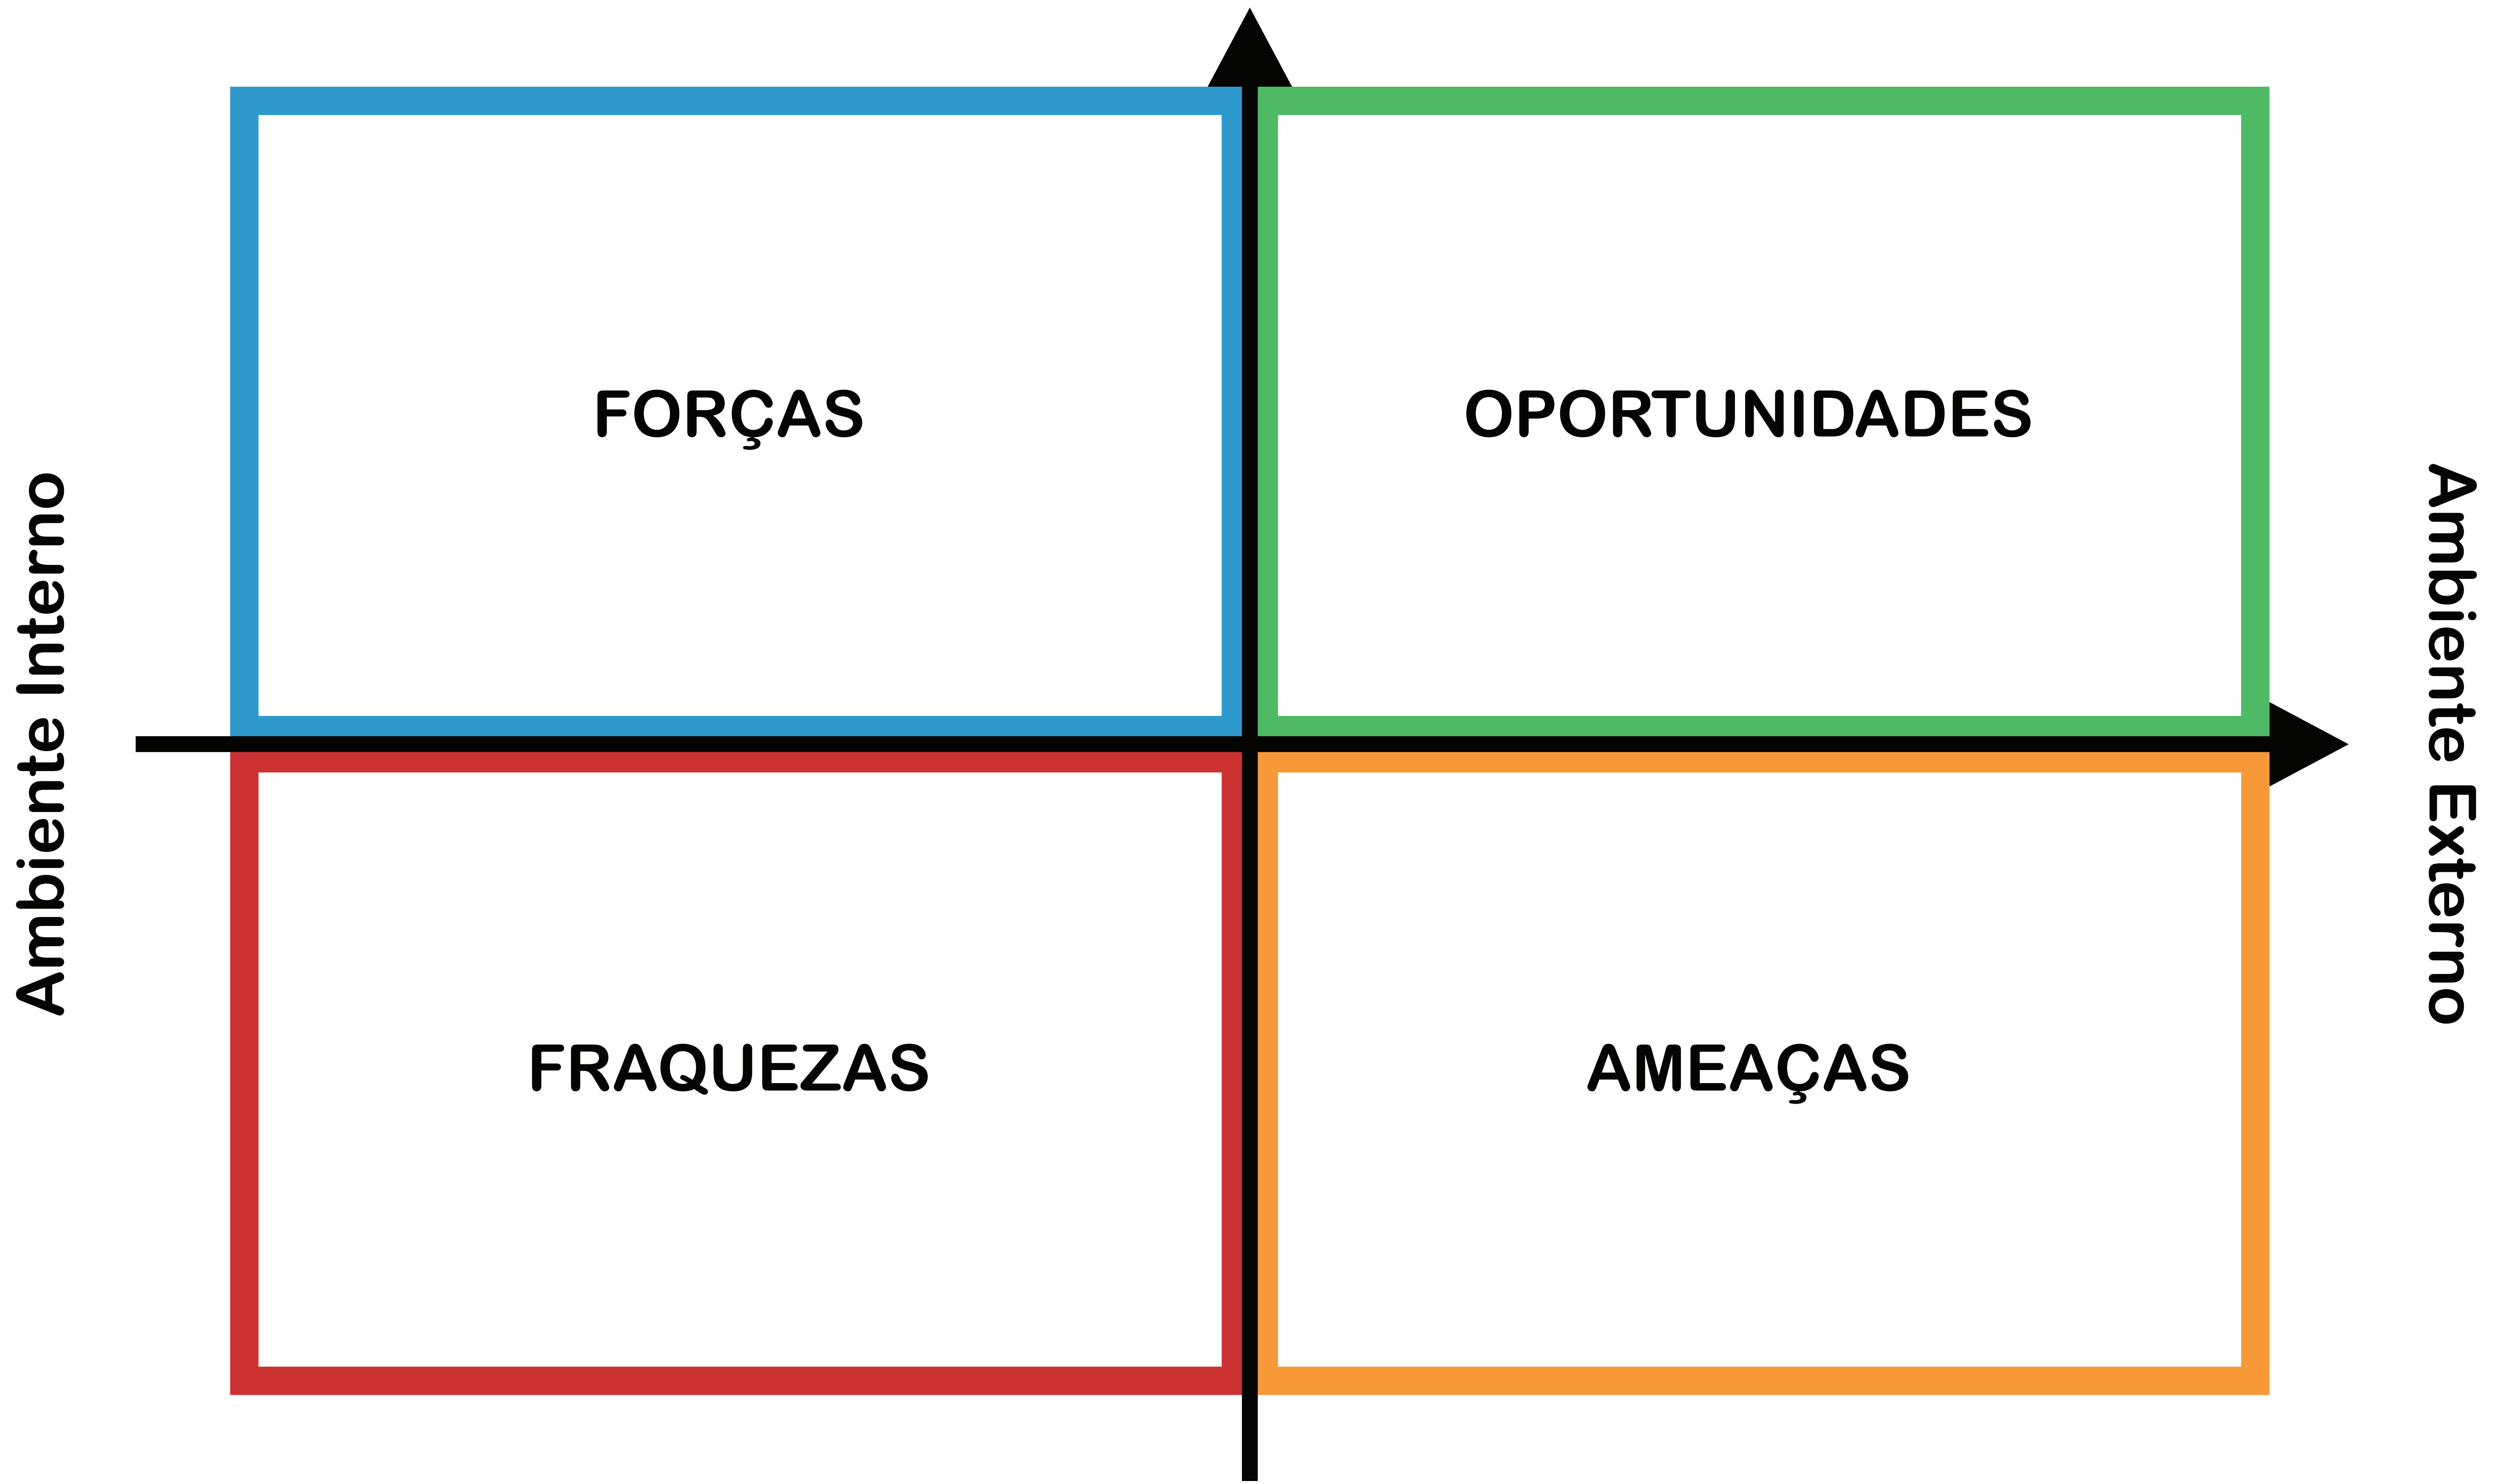 FORÇAS
OPORTUNIDADES
Ambiente Interno
Ambiente Externo
FRAQUEZAS
AMEAÇAS